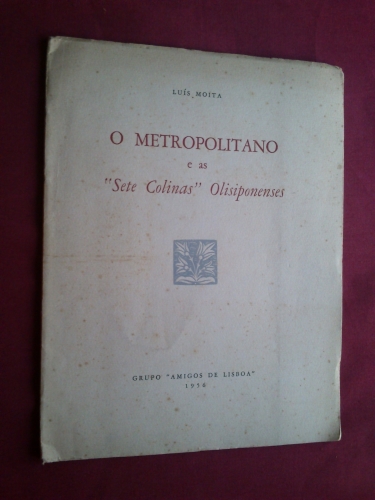 LUÍS MOITA
O METROPOLITANO
e as
"Sete Colinas" Olisiponenses
GRUPO "AMIGOS DE LISBOA"
1956